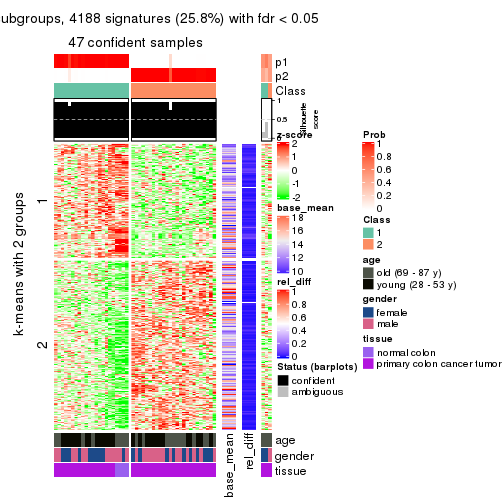 ubgroups, 4188 signatures (25.8%) with fdr < 0.05
47 confident samples
p1
p2
Class
1
0.5
0
Silhouette
score
k-means with 2 groups
1
2
z-score
2
1
0
-1
-2
base_mean
18
16
14
12
10
rel_diff
1
0.8
0.6
0.4
0.2
0
Status (barplots)
confident
ambiguous
Prob
1
0.8
0.6
0.4
0.2
0
Class
1
2
age
old (69 - 87 y)
young (28 - 53 y)
gender
female
male
tissue
normal colon
primary colon cancer tumor
base_mean
rel_diff
age
gender
tissue